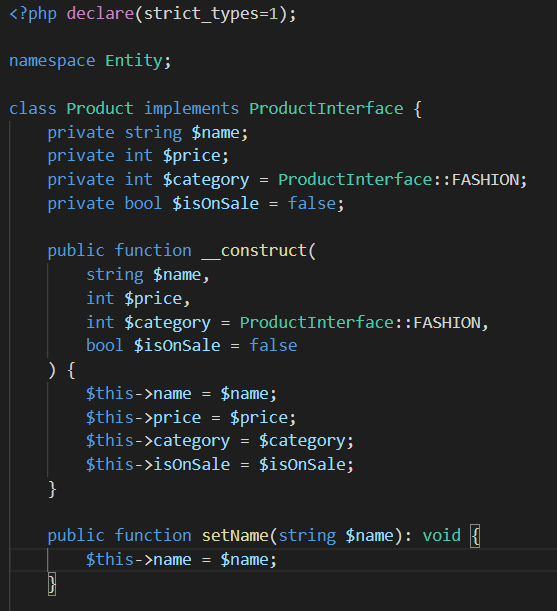 <?php declare(strict_types=1);
namespace Entity;
class Product implements ProductInterface {
    private string $name;
    private int $price;
    private int $category = ProductInterface::FASHION;
    private bool $isOnSale = false;
    public function __construct(
        string $name,
        int $price,
        int $category = ProductInterface::FASHION,
        bool $isOnSale = false
    ) {
        $this->name = $name;
        $this->price = $price;
        $this->category = $category;
        $this->isOnSale = $isOnSale;
    }
    public function setName(string $name): void {
        $this->name = $name;
    }